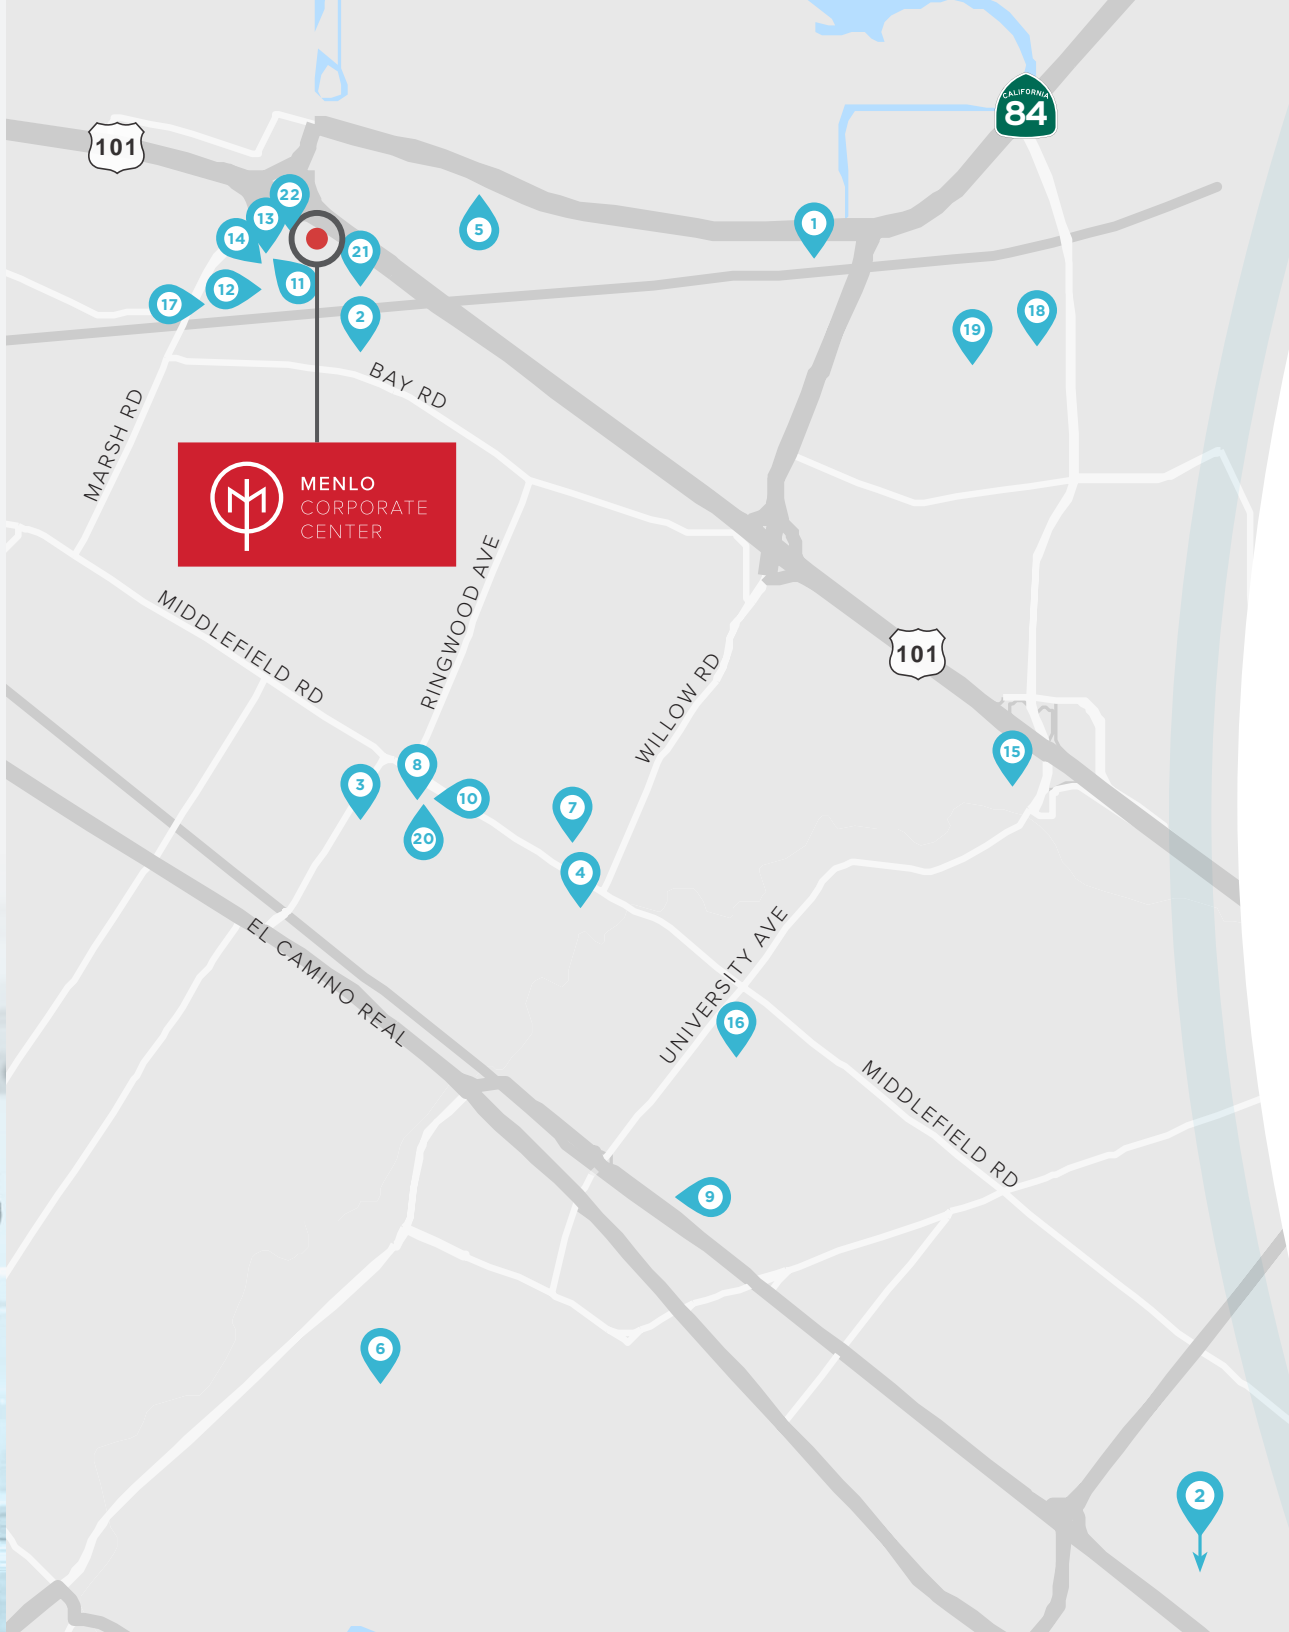 CALIFORNIA
84
101
22
13
14
5
1
21
11
12
17
2
18
19
BAY RD
MARSH RD
MENLO
CORPORATE
CENTER
RINGWOOD AVE
MIDDLEFIELD RD
101
WILLOW RD
15
8
3
10
7
20
4
EL CAMINO REAL
UNIVERSITY AVE
16
MIDDLEFIELD RD
9
6
2